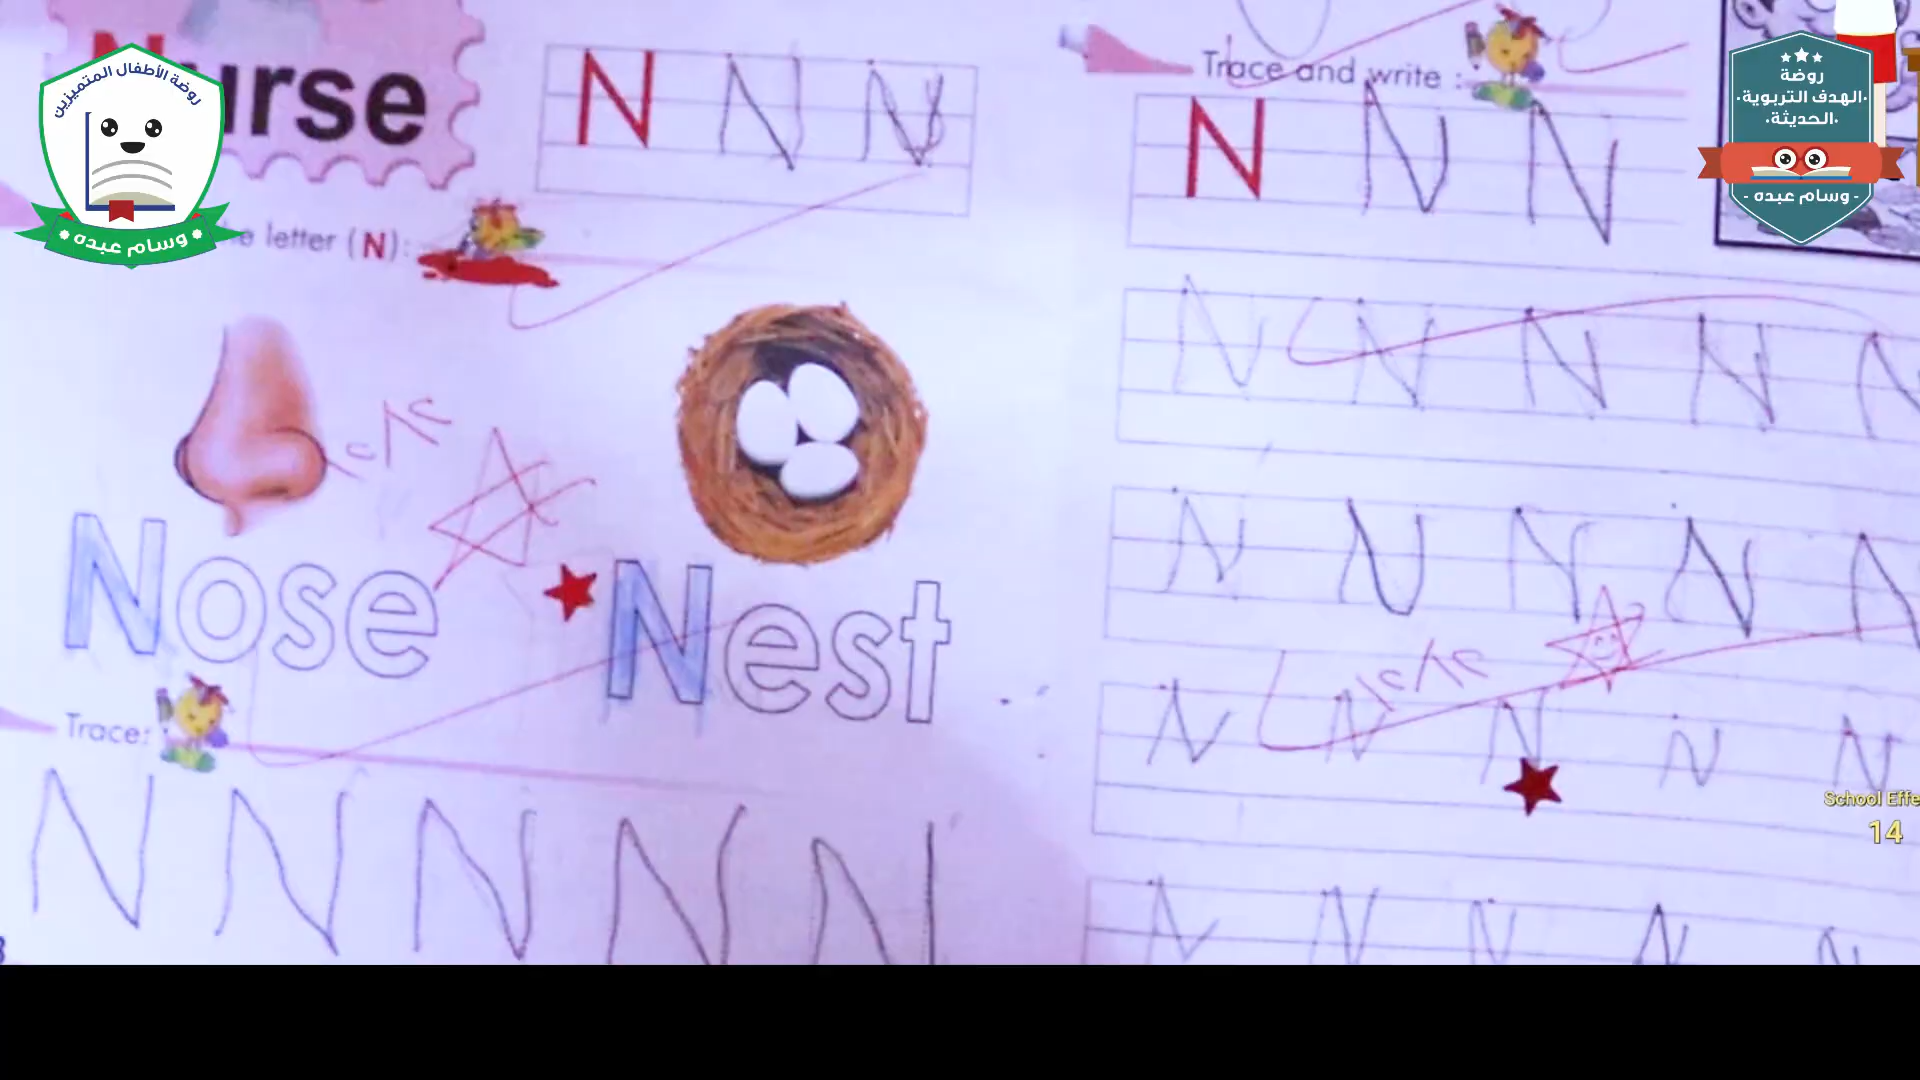 Nurse
N N N
روضة الأطفال المتميزين
وسام عبده
letter (N):
Nose
Nest
Trace:
N N N N N
Trace and write :
N N N
N N N N N
N N N N N
N N N N N
N N N N
روضة
الهدف التربوية
الحديثة
- وسام عبده -
School Effe
14